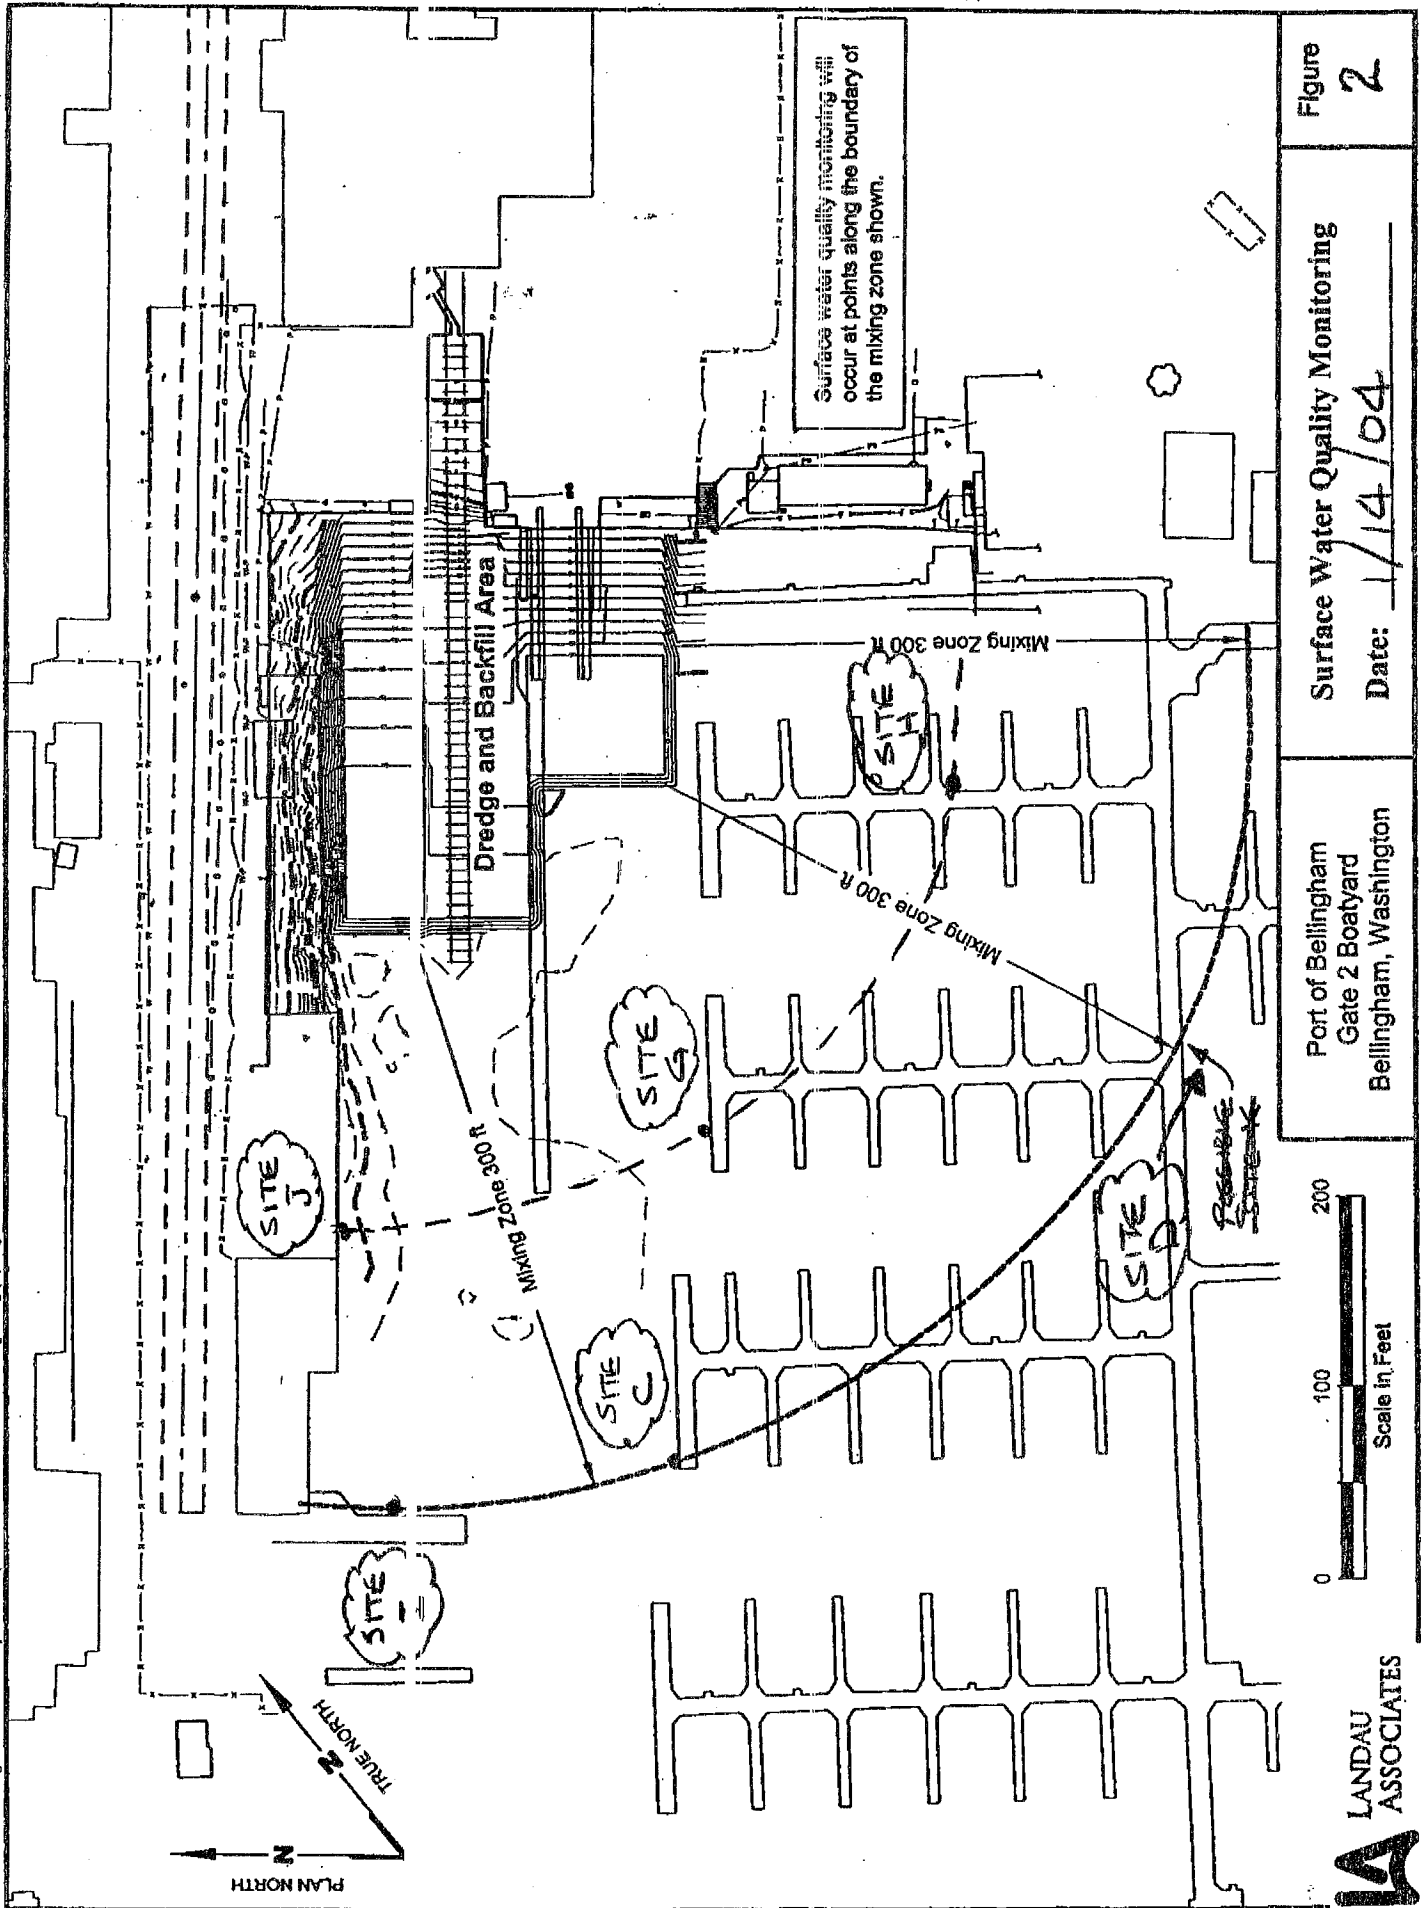 PLAN NORTH
N
TRUE NORTH
N
SITE
J
SITE
C
SITE
G
SITE
H
SITE
D
SITE
POSSIBLE
SITE
Dredge and Backfill Area
Mixing Zone 300 ft
Mixing Zone 300 ft
Mixing Zone 300 ft
Surface water quality monitoring will
occur at points along the boundary of
the mixing zone shown.
LANDAU
ASSOCIATES
0 100 200
Scale in Feet
Port of Bellingham
Gate 2 Boatyard
Bellingham, Washington
Surface Water Quality Monitoring
Date: 1/14/04
Figure
2